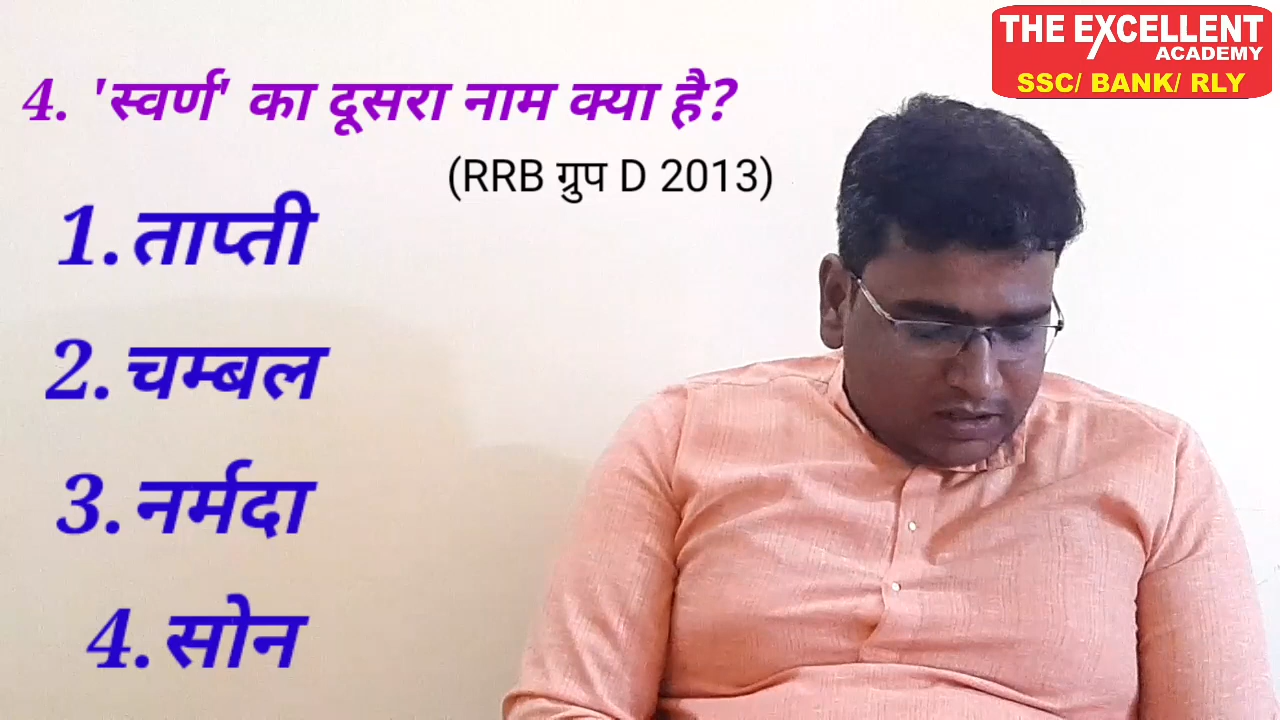 THE EXCELLENT
ACADEMY
SSC/ BANK/ RLY
4. 'स्वर्ण' का दूसरा नाम क्या है?
(RRB ग्रुप D 2013)
1. ताप्ती
2. चम्बल
3. नर्मदा
4. सोन